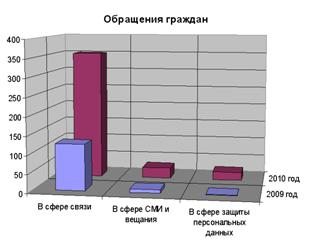 Обращения граждан
400
350
300
250
200
150
100
50
0
2010 год
2009 год
В сфере связи
В сфере СМИ и
вещания
В сфере защиты
персональных
данных